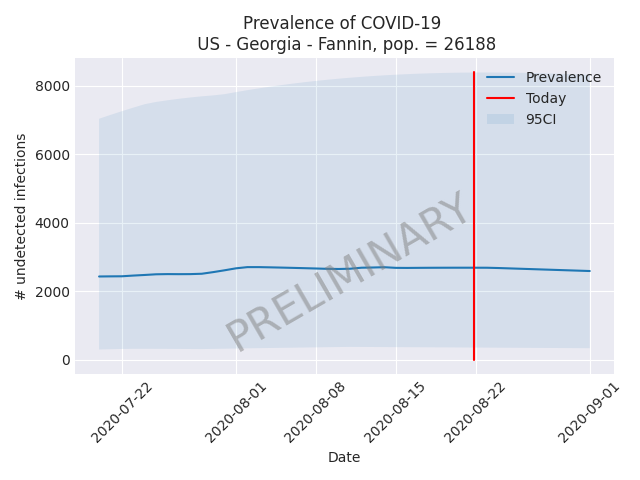 Prevalence of COVID-19
US - Georgia - Fannin, pop. = 26188
8000
6000
4000
2000
0
# undetected infections
Prevalence
Today
95CI
PRELIMINARY
2020-07-22
2020-08-01
2020-08-08
2020-08-15
2020-08-22
2020-09-01
Date